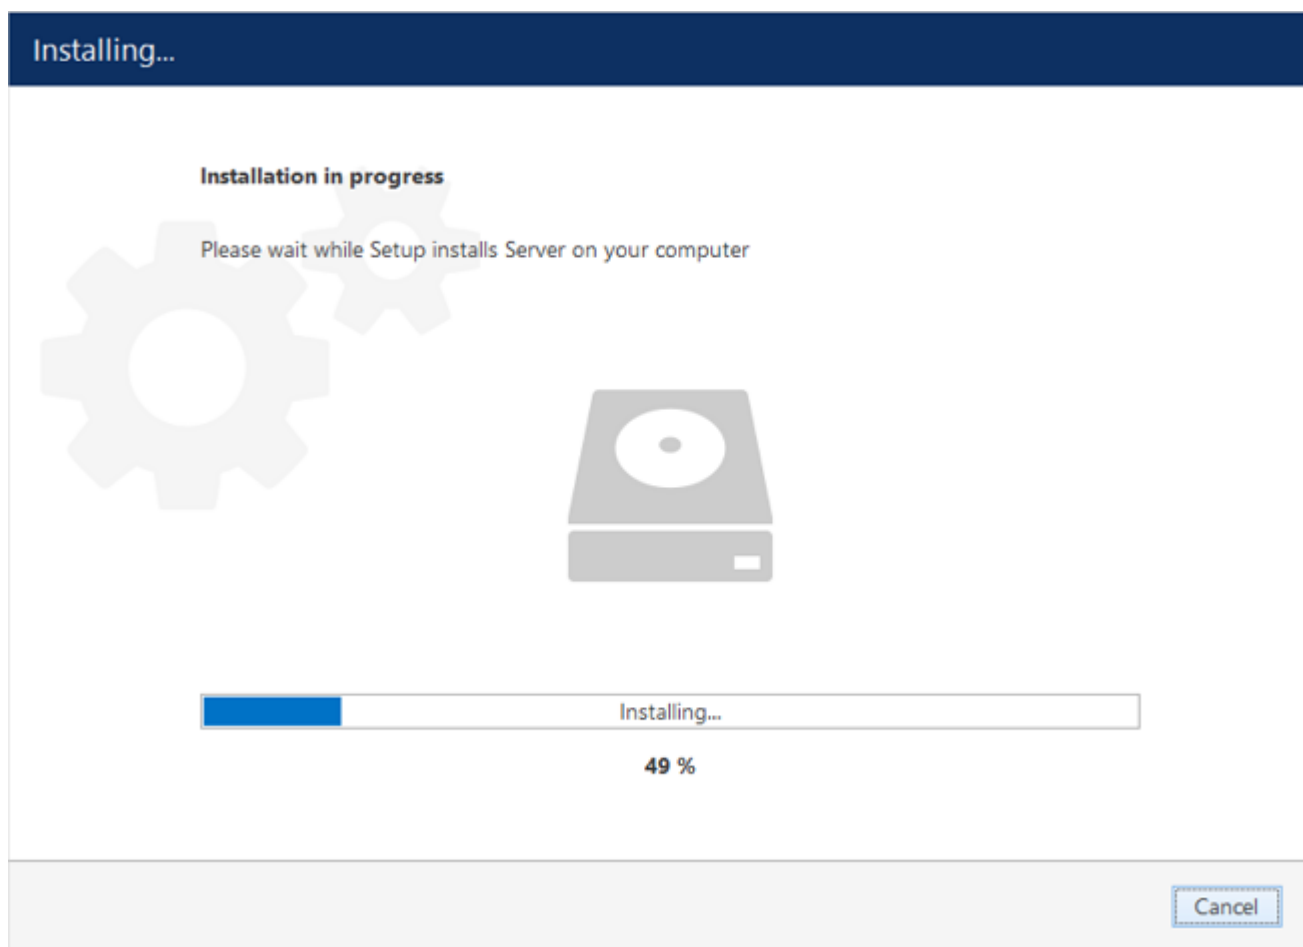 Installing...
Installation in progress
Please wait while Setup installs Server on your computer
Installing...
49 %
Cancel